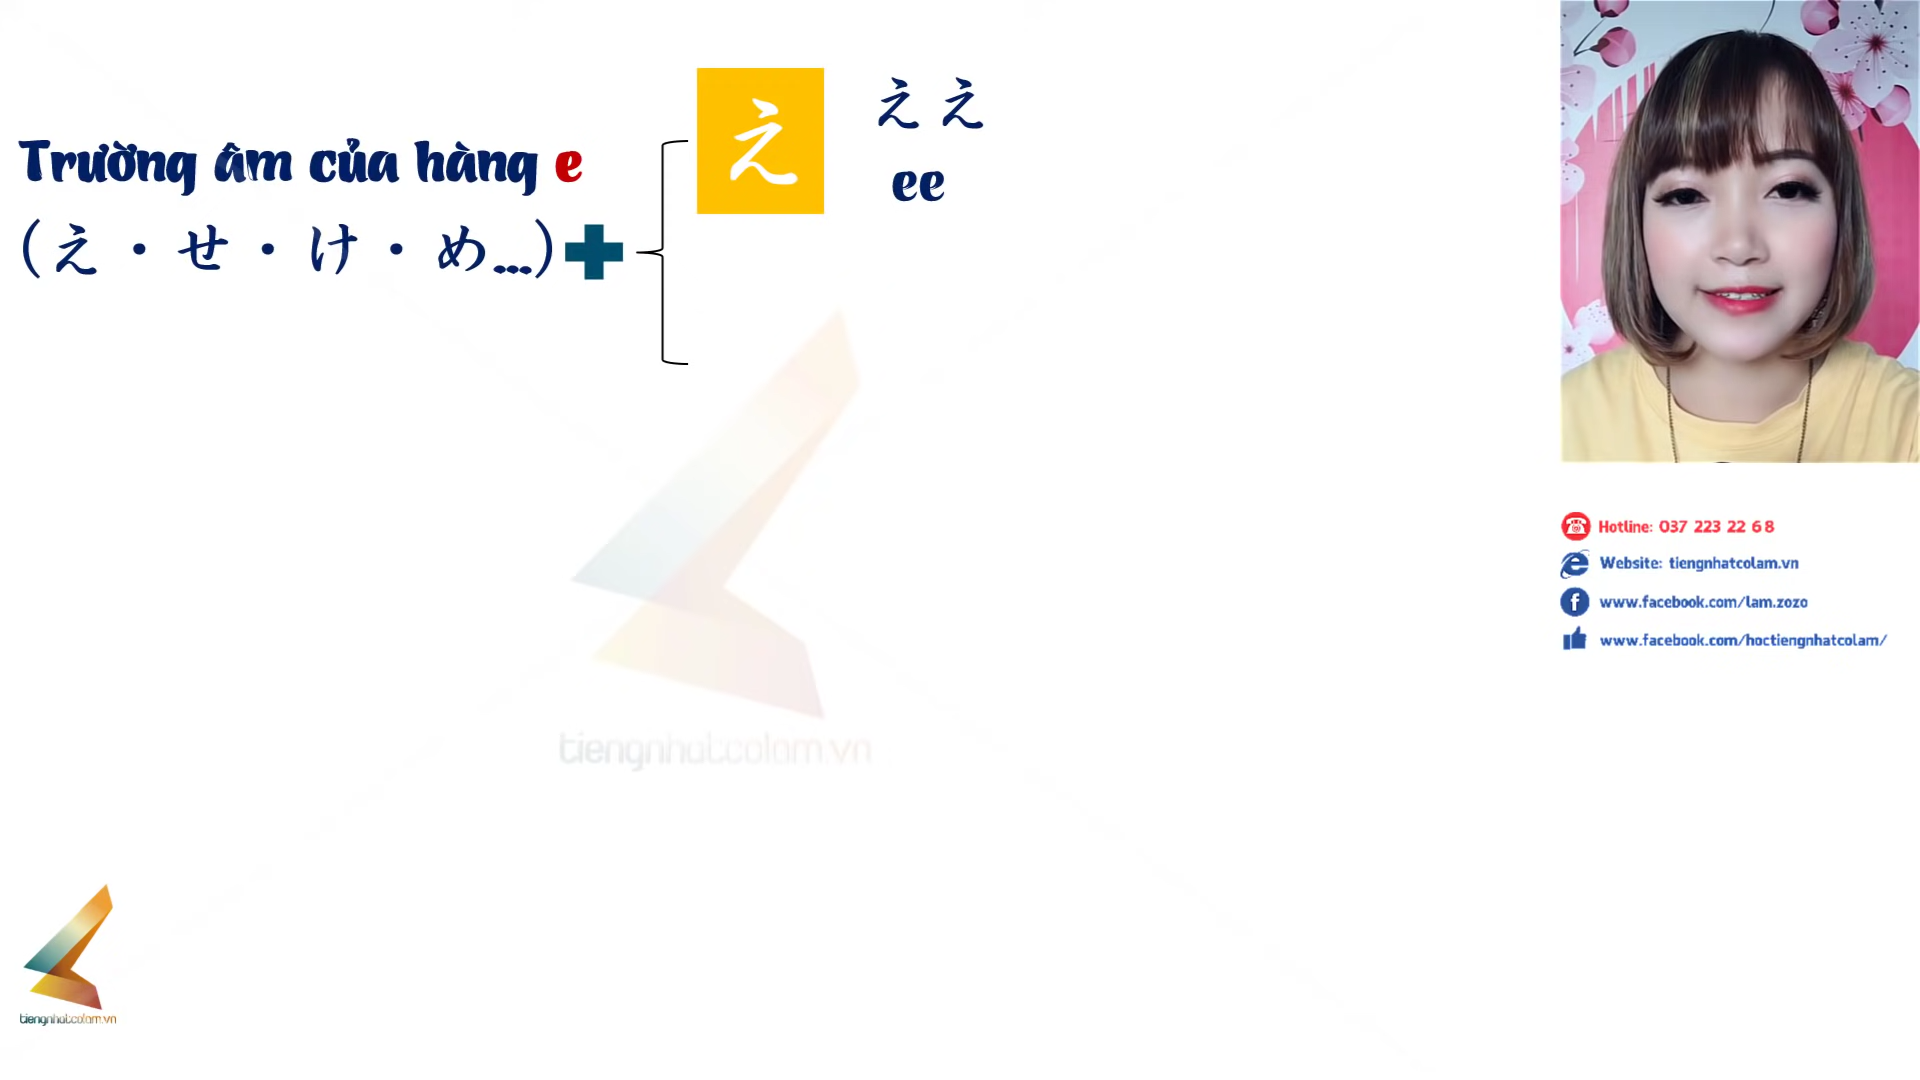 Trường âm của hàng e
(え・せ・け・め...)
え
ええ
ee
Hotline: 037 223 22 68
Website: tiengnhatcolam.vn
www.facebook.com/lam.zozo
www.facebook.com/hoctiengnhatcolam/
tiengnhatcolam.vn
tiengnhatcolam.vn